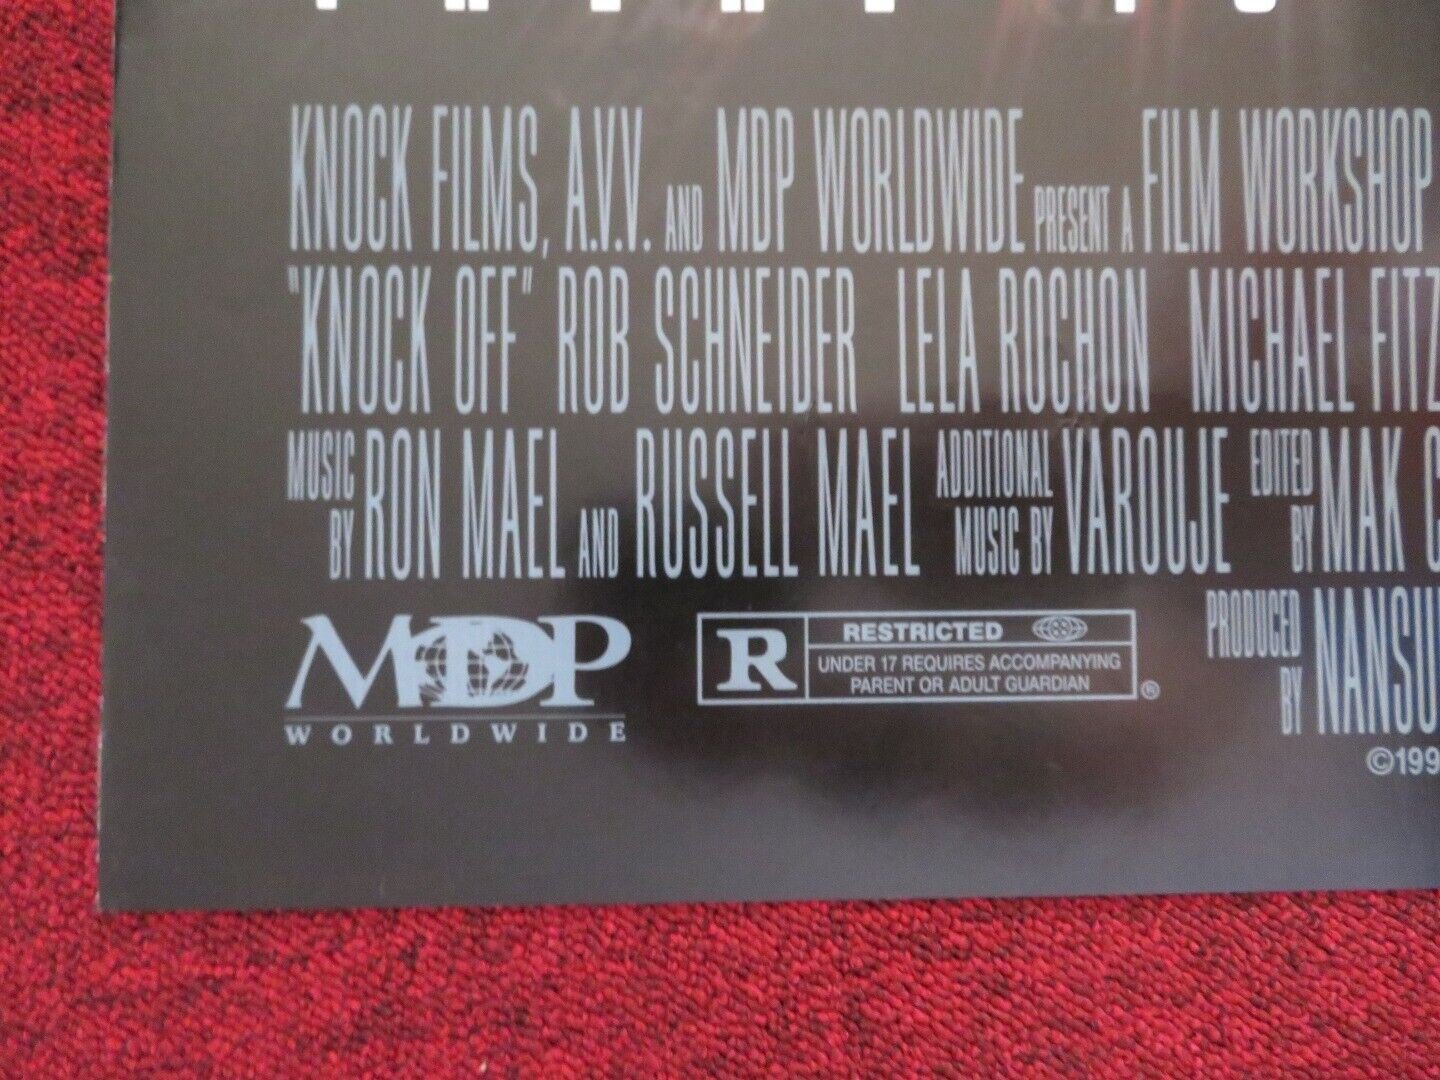 KNOCK FILMS, A.V.V. AND MDP WORLDWIDE PRESENT A FILM WORKSHOP
"KNOCK OFF" ROB SCHNEIDER LELA ROCHON MICHAEL FITZ
MUSIC BY RON MAEL AND RUSSELL MAEL ADDITIONAL MUSIC BY VAROUJE EDITED BY MAK C
PRODUCED BY NANSU
MDP
WORLDWIDE
R RESTRICTED
UNDER 17 REQUIRES ACCOMPANYING
PARENT OR ADULT GUARDIAN ®
©199